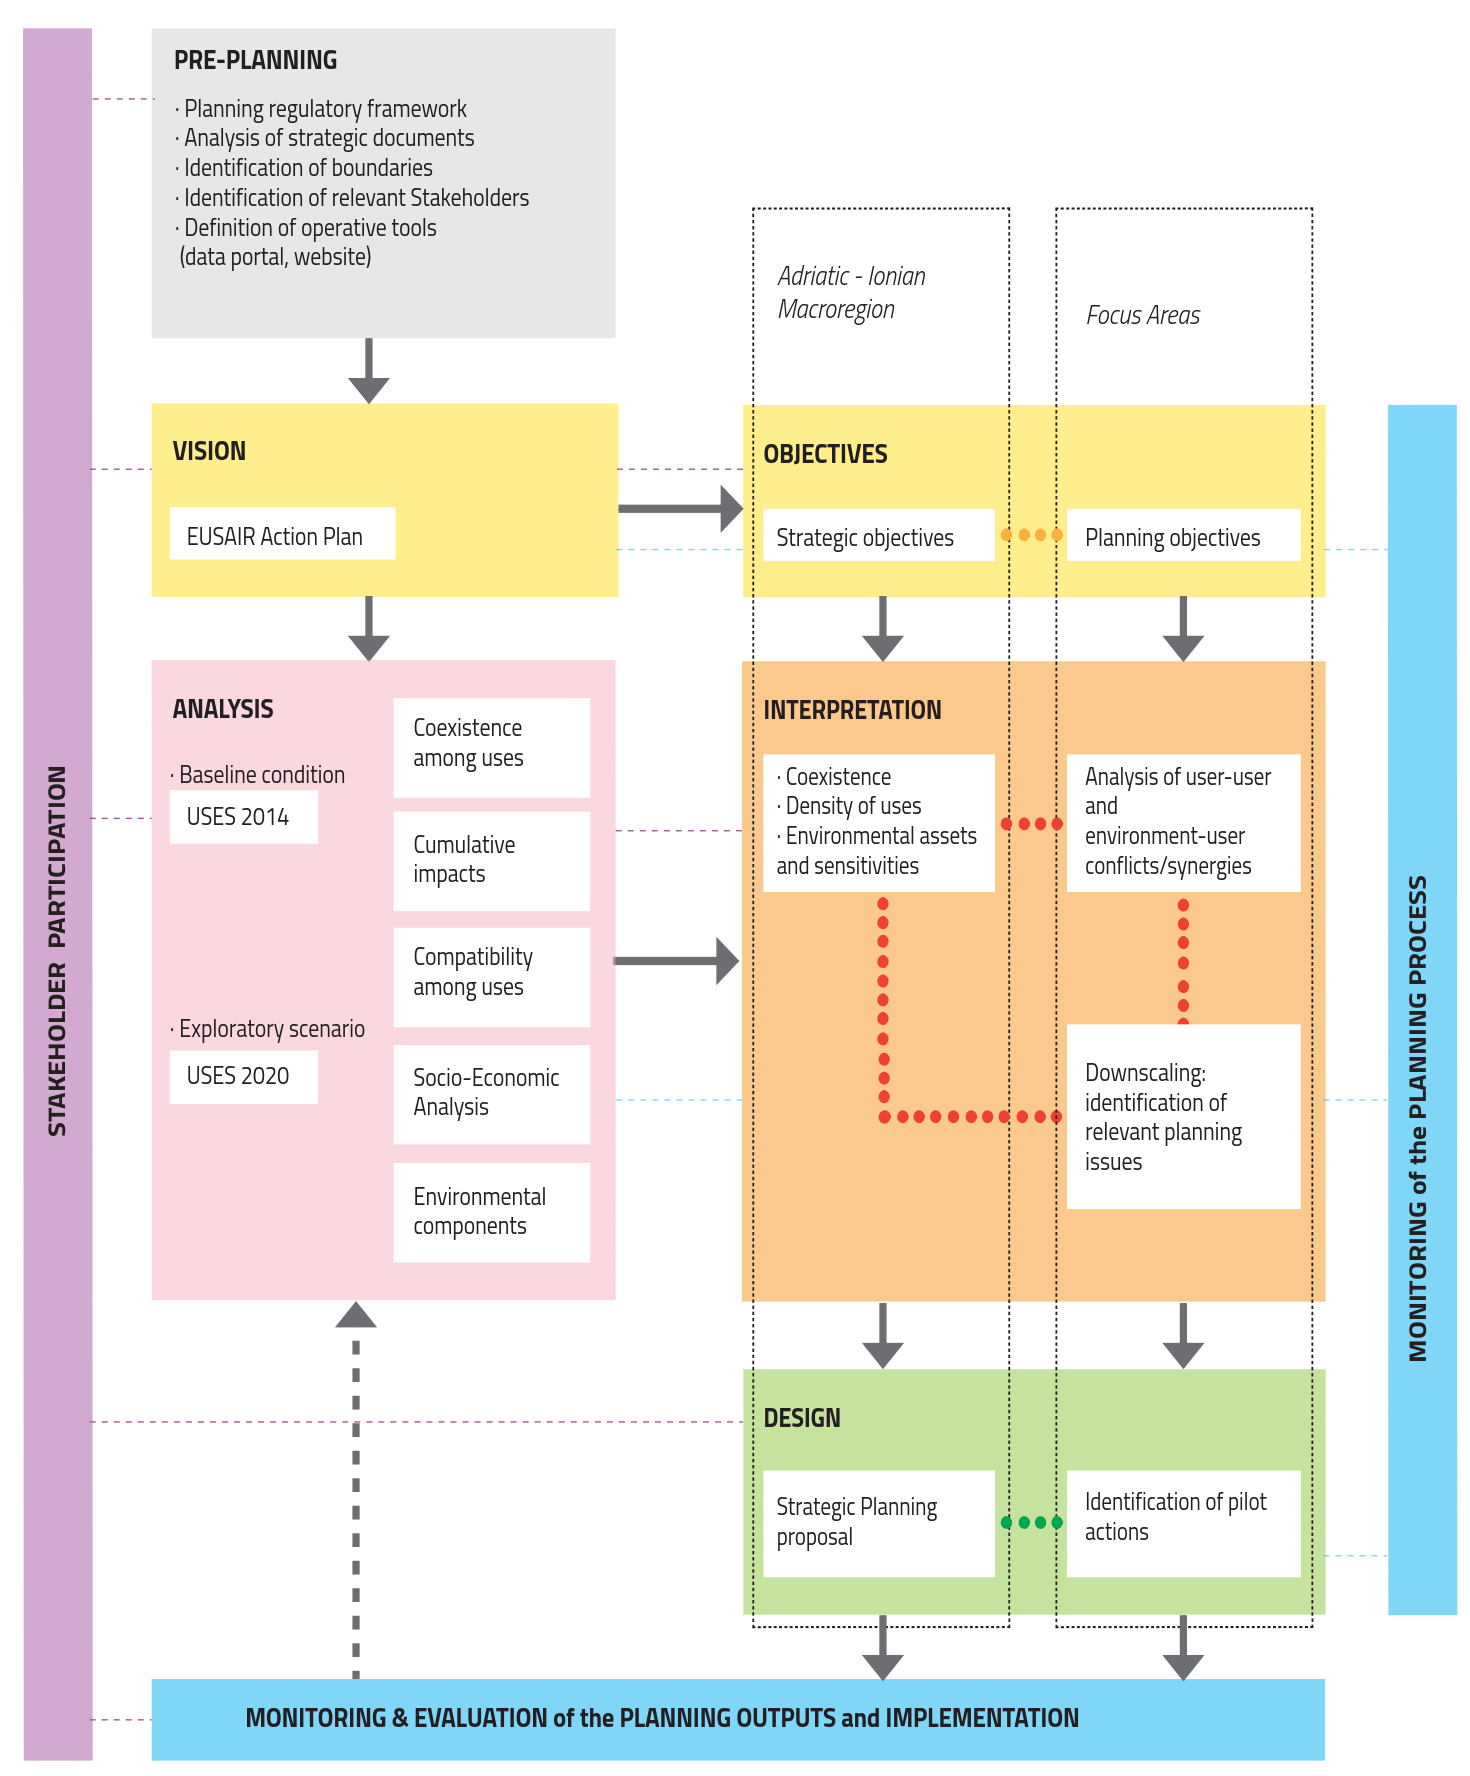 PRE-PLANNING
· Planning regulatory framework
· Analysis of strategic documents
· Identification of boundaries
· Identification of relevant Stakeholders
· Definition of operative tools
(data portal, website)
Adriatic - Ionian
Macroregion
Focus Areas
VISION
EUSAIR Action Plan
OBJECTIVES
Strategic objectives
Planning objectives
ANALYSIS
· Baseline condition
USES 2014
· Exploratory scenario
USES 2020
Coexistence
among uses
Cumulative
impacts
Compatibility
among uses
Socio-Economic
Analysis
Environmental
components
INTERPRETATION
· Coexistence
· Density of uses
· Environmental assets
and sensitivities
Analysis of user-user
and
environment-user
conflicts/synergies
Downscaling:
identification of
relevant planning
issues
DESIGN
Strategic Planning
proposal
Identification of pilot
actions
MONITORING & EVALUATION of the PLANNING OUTPUTS and IMPLEMENTATION
STAKEHOLDER PARTICIPATION
MONITORING of the PLANNING PROCESS